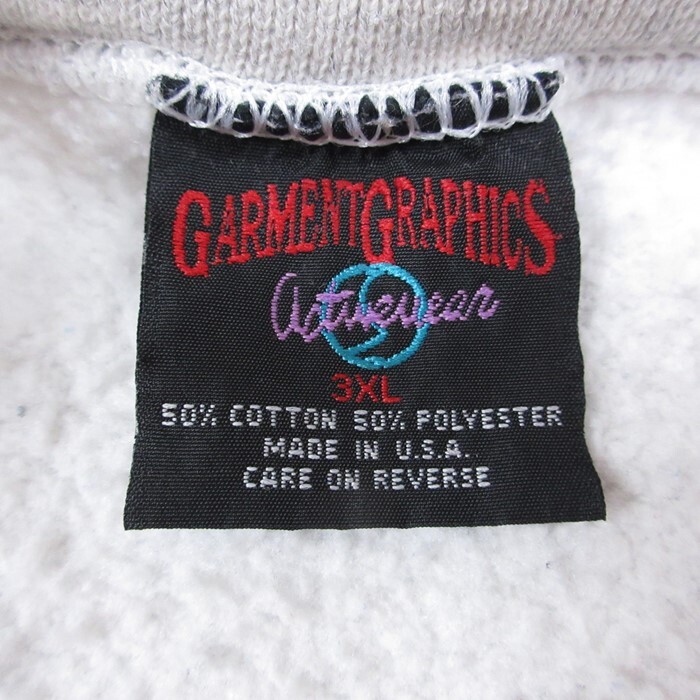 GARMENTGRAPHICS
Activewear
3XL
50% COTTON 50% POLYESTER
MADE IN U.S.A.
CARE ON REVERSE